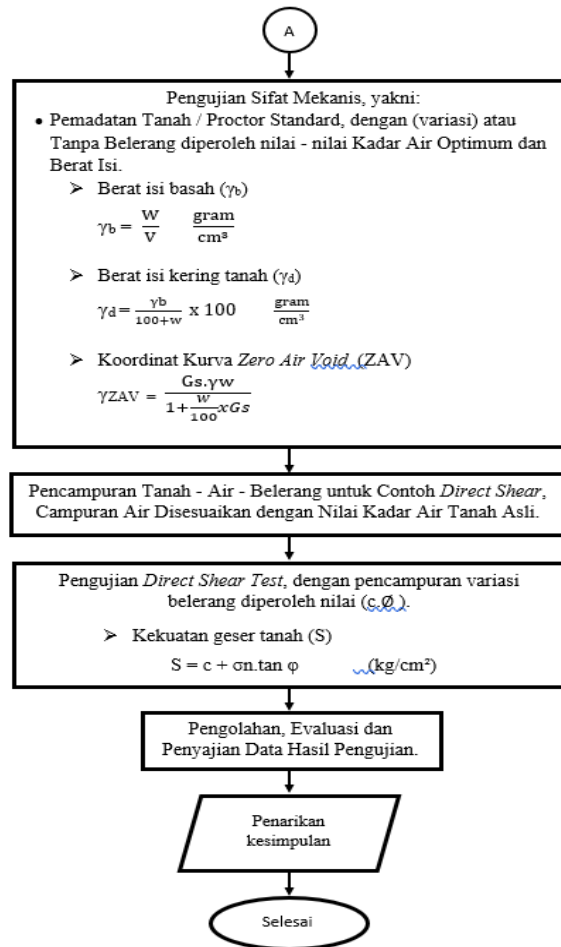 A
Pengujian Sifat Mekanis, yakni:
• Pemadatan Tanah / Proctor Standard, dengan (variasi) atau
Tanpa Belerang diperoleh nilai - nilai Kadar Air Optimum dan
Berat Isi.
➢ Berat isi basah (γb)
γb = W/V gram/cm³
➢ Berat isi kering tanah (γd)
γd = γb/100+w x 100 gram/cm³
➢ Koordinat Kurva Zero Air Void (ZAV)
γZAV = Gs.γw/1+w/100xGs
Pencampuran Tanah - Air - Belerang untuk Contoh Direct Shear,
Campuran Air Disesuaikan dengan Nilai Kadar Air Tanah Asli.
Pengujian Direct Shear Test, dengan pencampuran variasi
belerang diperoleh nilai (c.Ø ).
➢ Kekuatan geser tanah (S)
S = c + σn.tan φ (kg/cm²)
Pengolahan, Evaluasi dan
Penyajian Data Hasil Pengujian.
Penarikan
kesimpulan
Selesai